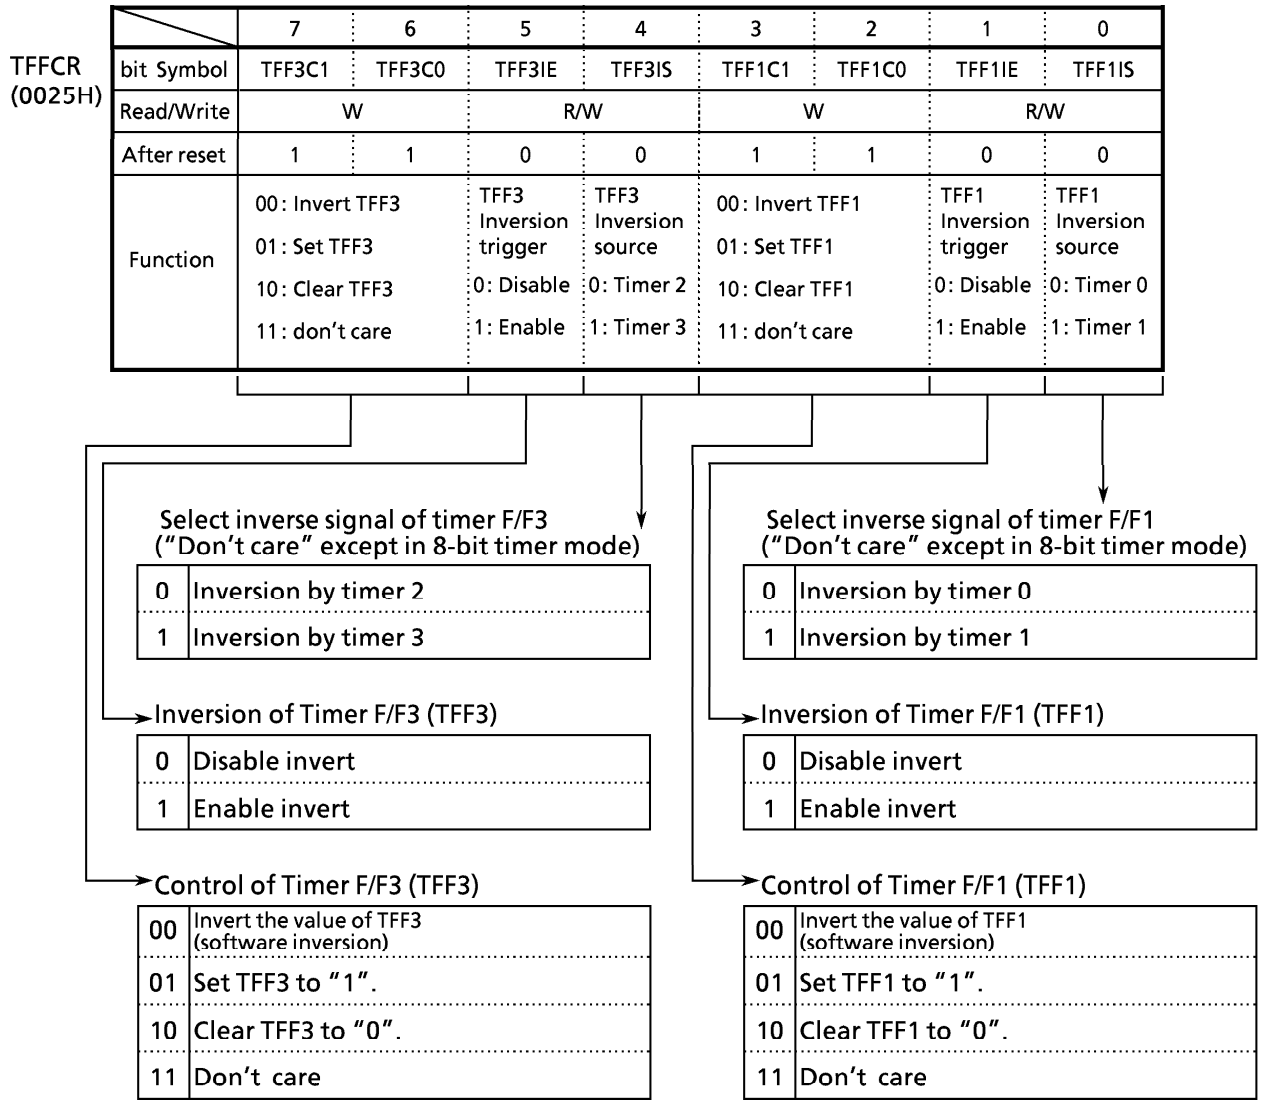 7 6 5 4 3 2 1 0
TFFCR
(0025H)
bit Symbol TFF3C1 TFF3C0 TFF3IE TFF3IS TFF1C1 TFF1C0 TFF1IE TFF1IS
Read/Write W R/W W R/W
After reset 1 1 0 0 1 1 0 0
Function
00: Invert TFF3
01: Set TFF3
10: Clear TFF3
11: don't care
TFF3
Inversion
trigger
0: Disable
1: Enable
TFF3
Inversion
source
0: Timer 2
1: Timer 3
00: Invert TFF1
01: Set TFF1
10: Clear TFF1
11: don't care
TFF1
Inversion
trigger
0: Disable
1: Enable
TFF1
Inversion
source
0: Timer 0
1: Timer 1
Select inverse signal of timer F/F3
("Don't care" except in 8-bit timer mode)
0 Inversion by timer 2
1 Inversion by timer 3
Inversion of Timer F/F3 (TFF3)
0 Disable invert
1 Enable invert
Control of Timer F/F3 (TFF3)
00 Invert the value of TFF3
(software inversion)
01 Set TFF3 to "1".
10 Clear TFF3 to "0".
11 Don't care
Select inverse signal of timer F/F1
("Don't care" except in 8-bit timer mode)
0 Inversion by timer 0
1 Inversion by timer 1
Inversion of Timer F/F1 (TFF1)
0 Disable invert
1 Enable invert
Control of Timer F/F1 (TFF1)
00 Invert the value of TFF1
(software inversion)
01 Set TFF1 to "1".
10 Clear TFF1 to "0".
11 Don't care